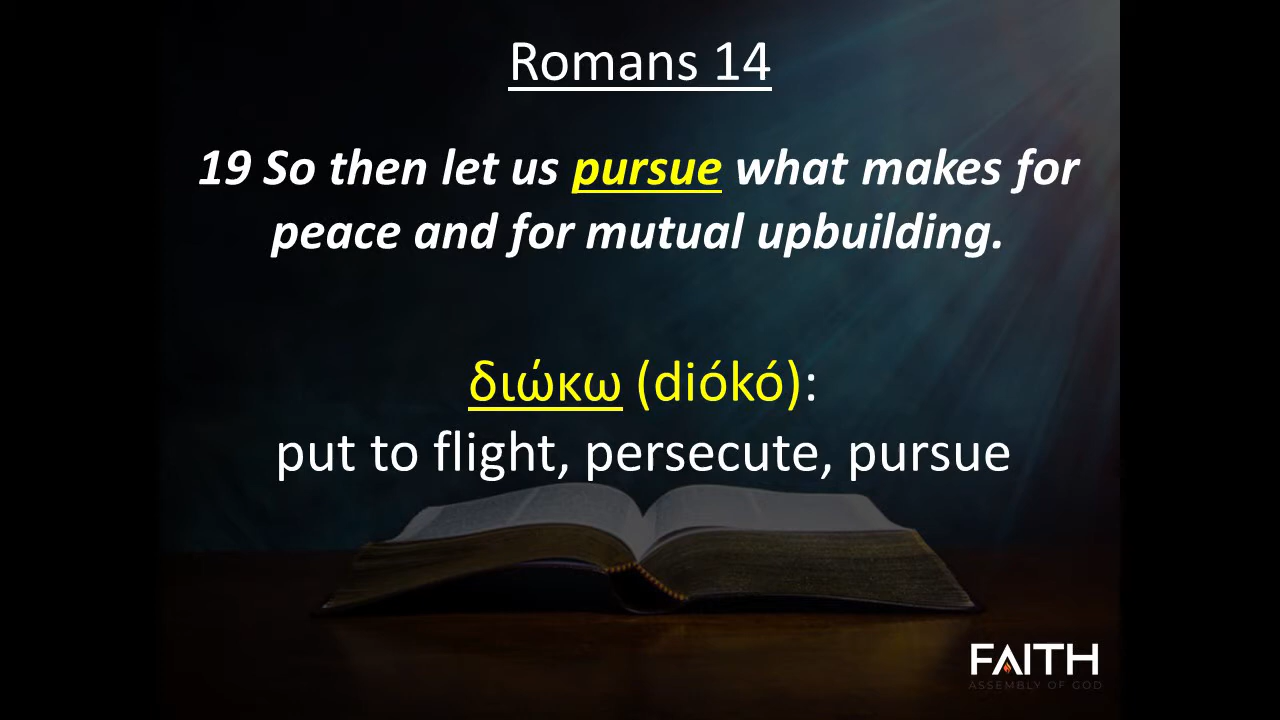 Romans 14
19 So then let us pursue what makes for
peace and for mutual upbuilding.
διώκω (diókó):
put to flight, persecute, pursue
FAITH
ASSEMBLY OF GOD